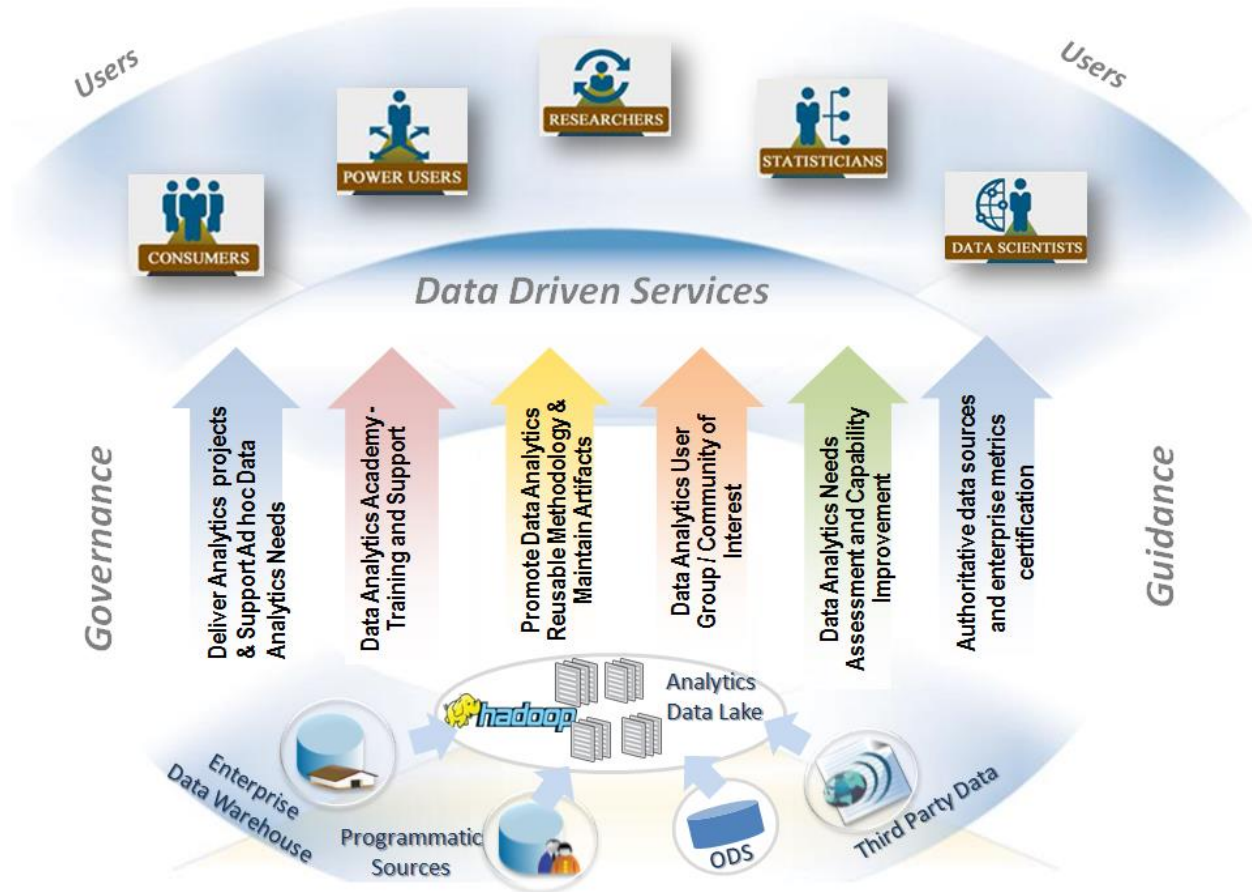 Users
Users
RESEARCHERS
POWER USERS
STATISTICIANS
CONSUMERS
DATA SCIENTISTS
Data Driven Services
Governance
Deliver Analytics projects
& Support Ad hoc Data
Analytics Needs
Data Analytics Academy -
Training and Support
Promote Data Analytics
Reusable Methodology &
Maintain Artifacts
Data Analytics User
Group / Community of
Interest
Data Analytics Needs
Assessment and Capability
Improvement
Authoritative data sources
and enterprise metrics
certification
Guidance
hadoop
Analytics
Data Lake
Enterprise
Data Warehouse
Programmatic
Sources
ODS
Third Party Data